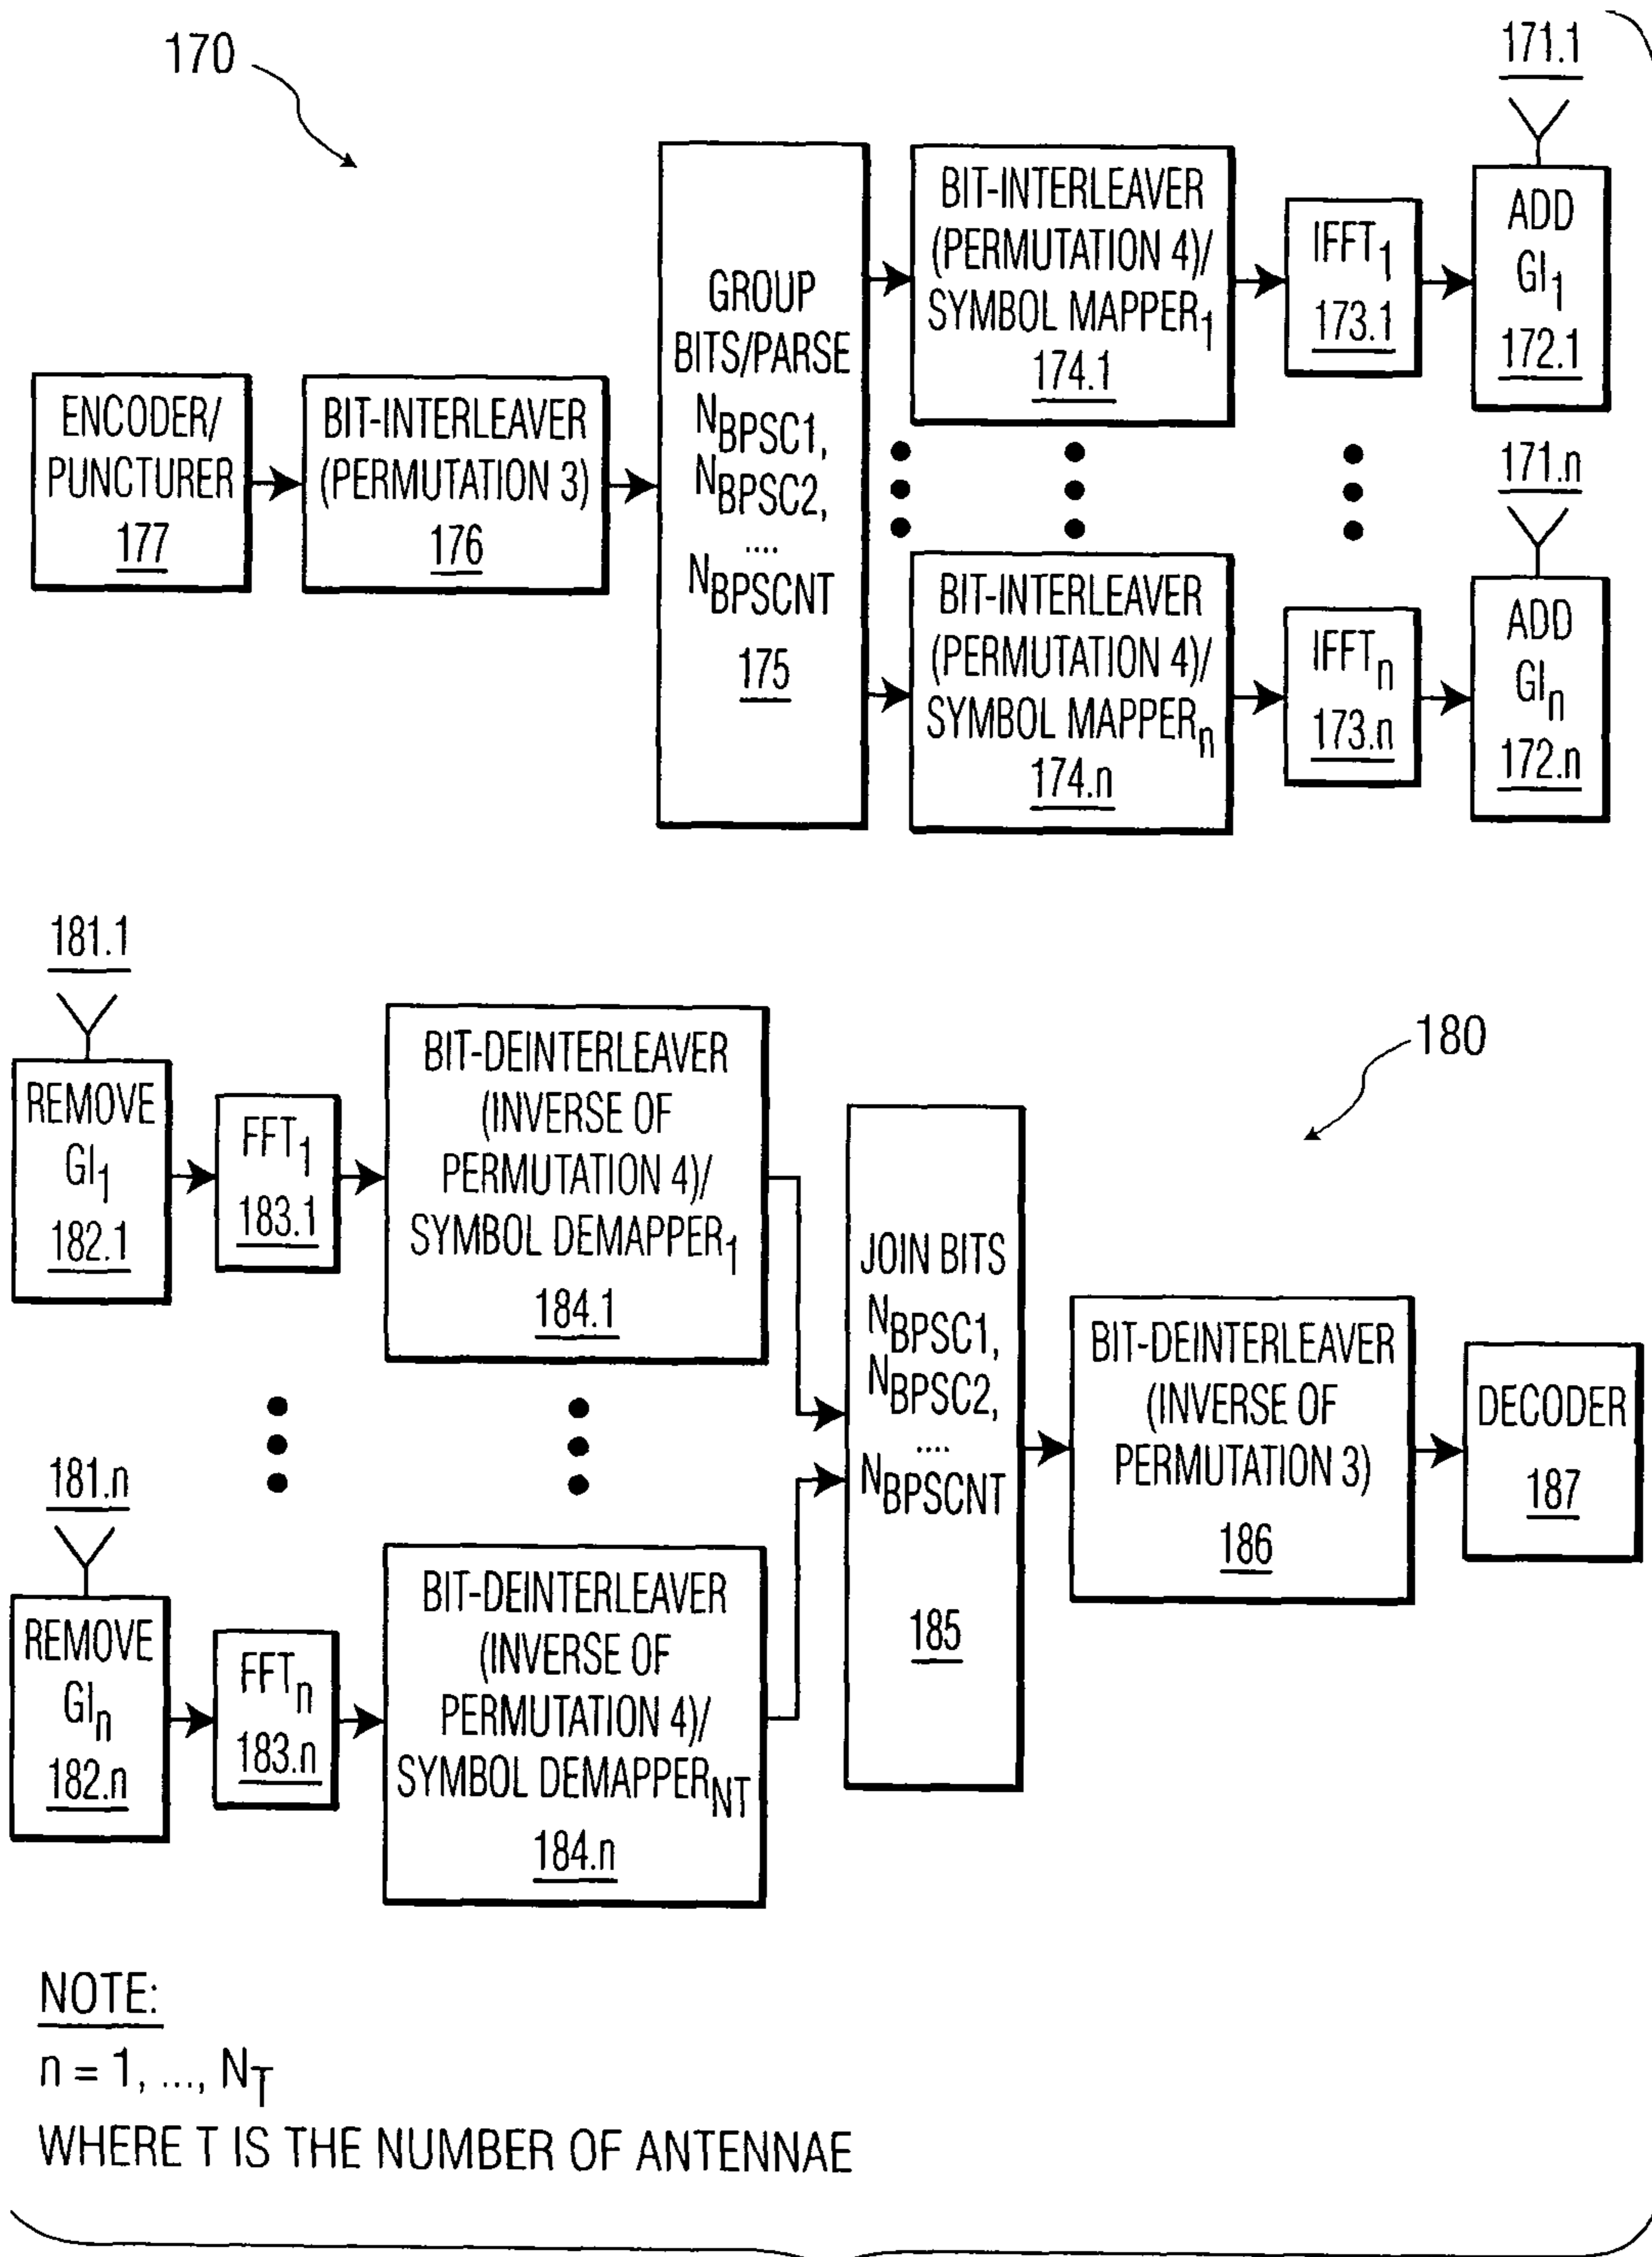 170
171.1
ENCODER/
PUNCTURER
177
BIT-INTERLEAVER
(PERMUTATION 3)
176
GROUP
BITS/PARSE
NBPSC1,
NBPSC2,
....
NBPSCNT
175
BIT-INTERLEAVER
(PERMUTATION 4)/
SYMBOL MAPPER1
174.1
IFFT1
173.1
ADD
GI1
172.1
171.n
BIT-INTERLEAVER
(PERMUTATION 4)/
SYMBOL MAPPERn
174.n
IFFTn
173.n
ADD
GIn
172.n
181.1
REMOVE
GI1
182.1
FFT1
183.1
BIT-DEINTERLEAVER
(INVERSE OF
PERMUTATION 4)/
SYMBOL DEMAPPER1
184.1
180
181.n
REMOVE
GIn
182.n
FFTn
183.n
BIT-DEINTERLEAVER
(INVERSE OF
PERMUTATION 4)/
SYMBOL DEMAPPERNT
184.n
JOIN BITS
NBPSC1,
NBPSC2,
....
NBPSCNT
185
BIT-DEINTERLEAVER
(INVERSE OF
PERMUTATION 3)
186
DECODER
187
NOTE:
n = 1, ..., NT
WHERE T IS THE NUMBER OF ANTENNAE